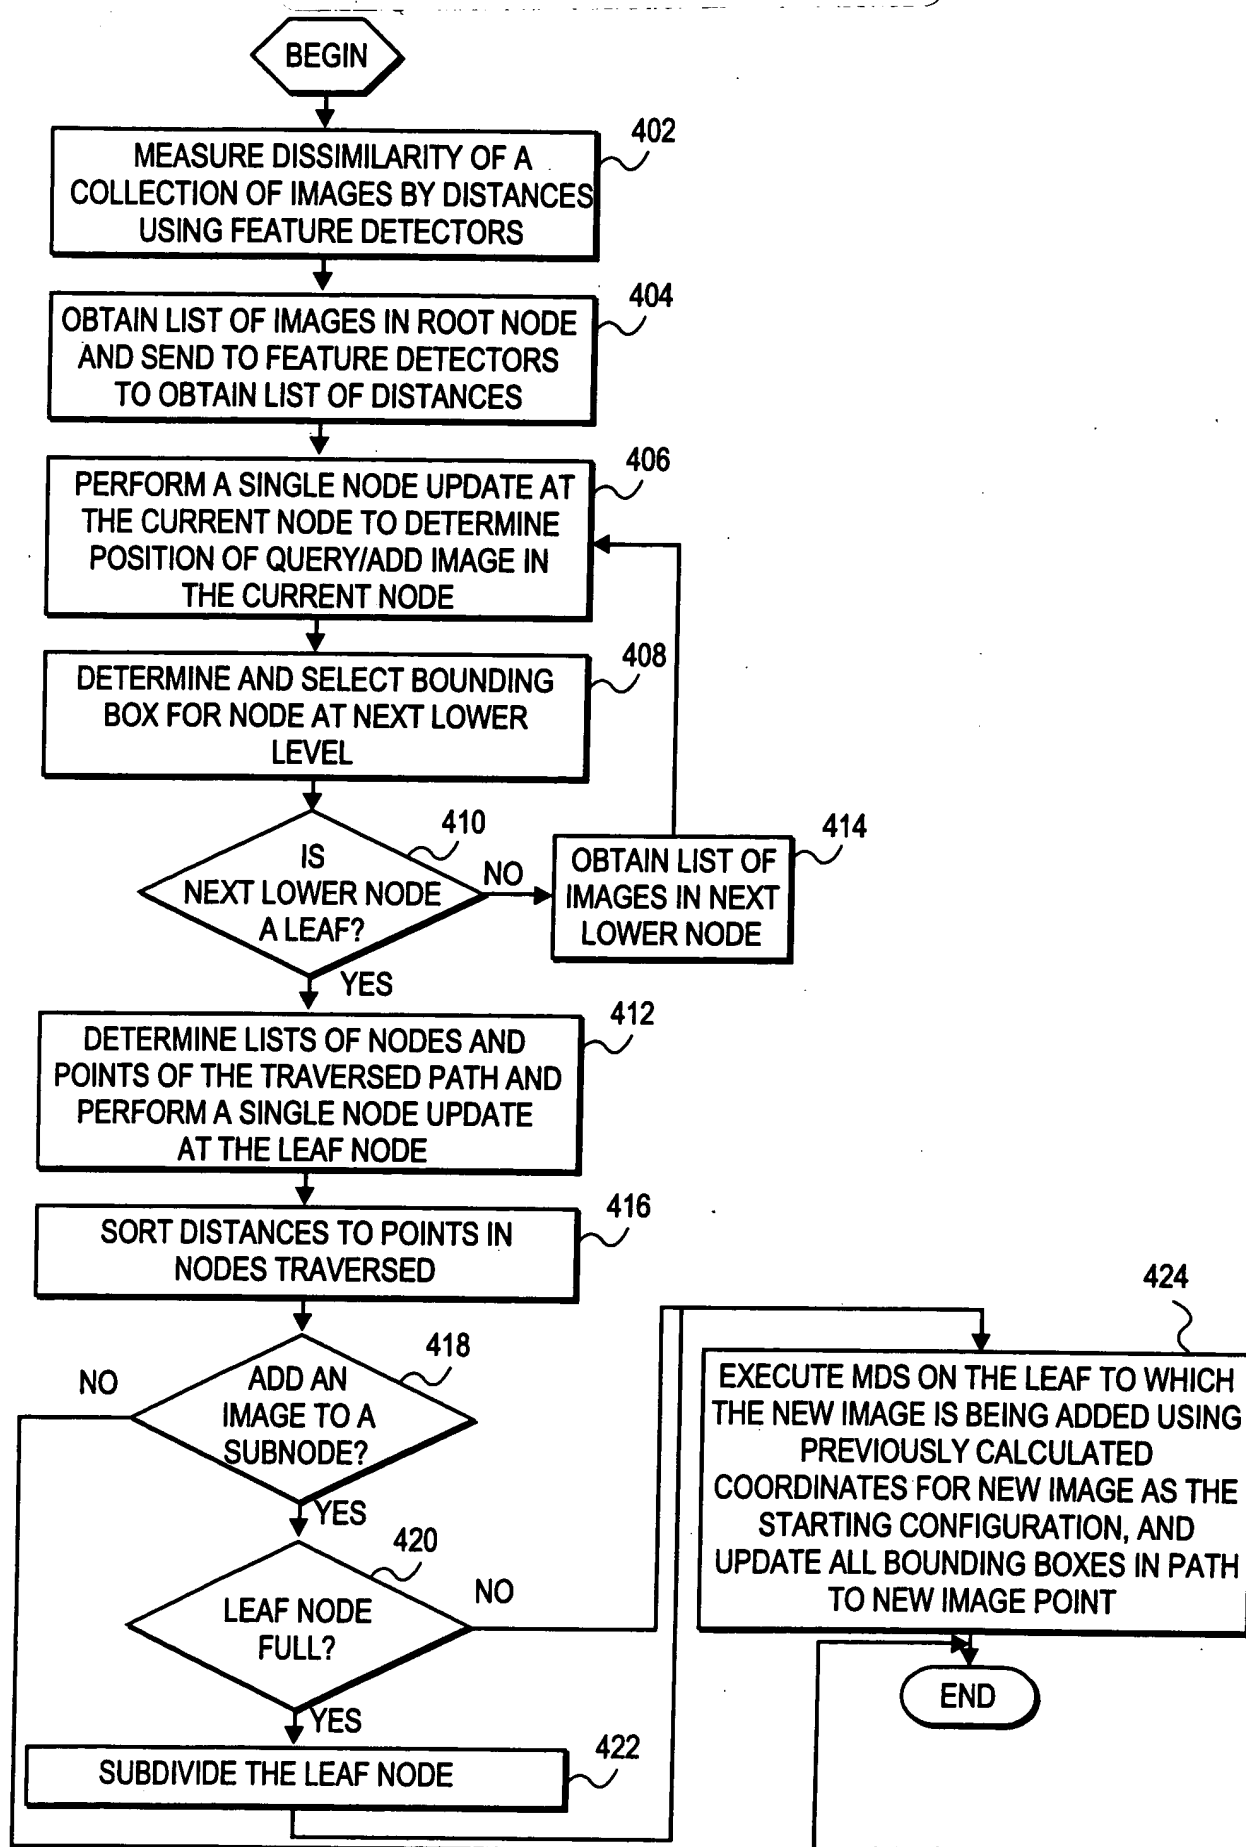 BEGIN
402
MEASURE DISSIMILARITY OF A
COLLECTION OF IMAGES BY DISTANCES
USING FEATURE DETECTORS
404
OBTAIN LIST OF IMAGES IN ROOT NODE
AND SEND TO FEATURE DETECTORS
TO OBTAIN LIST OF DISTANCES
406
PERFORM A SINGLE NODE UPDATE AT
THE CURRENT NODE TO DETERMINE
POSITION OF QUERY/ADD IMAGE IN
THE CURRENT NODE
408
DETERMINE AND SELECT BOUNDING
BOX FOR NODE AT NEXT LOWER
LEVEL
410
IS
NEXT LOWER NODE
A LEAF?
NO
414
OBTAIN LIST OF
IMAGES IN NEXT
LOWER NODE
YES
412
DETERMINE LISTS OF NODES AND
POINTS OF THE TRAVERSED PATH AND
PERFORM A SINGLE NODE UPDATE
AT THE LEAF NODE
416
SORT DISTANCES TO POINTS IN
NODES TRAVERSED
418
NO
ADD AN
IMAGE TO A
SUBNODE?
YES
420
NO
LEAF NODE
FULL?
YES
422
SUBDIVIDE THE LEAF NODE
424
EXECUTE MDS ON THE LEAF TO WHICH
THE NEW IMAGE IS BEING ADDED USING
PREVIOUSLY CALCULATED
COORDINATES FOR NEW IMAGE AS THE
STARTING CONFIGURATION, AND
UPDATE ALL BOUNDING BOXES IN PATH
TO NEW IMAGE POINT
END